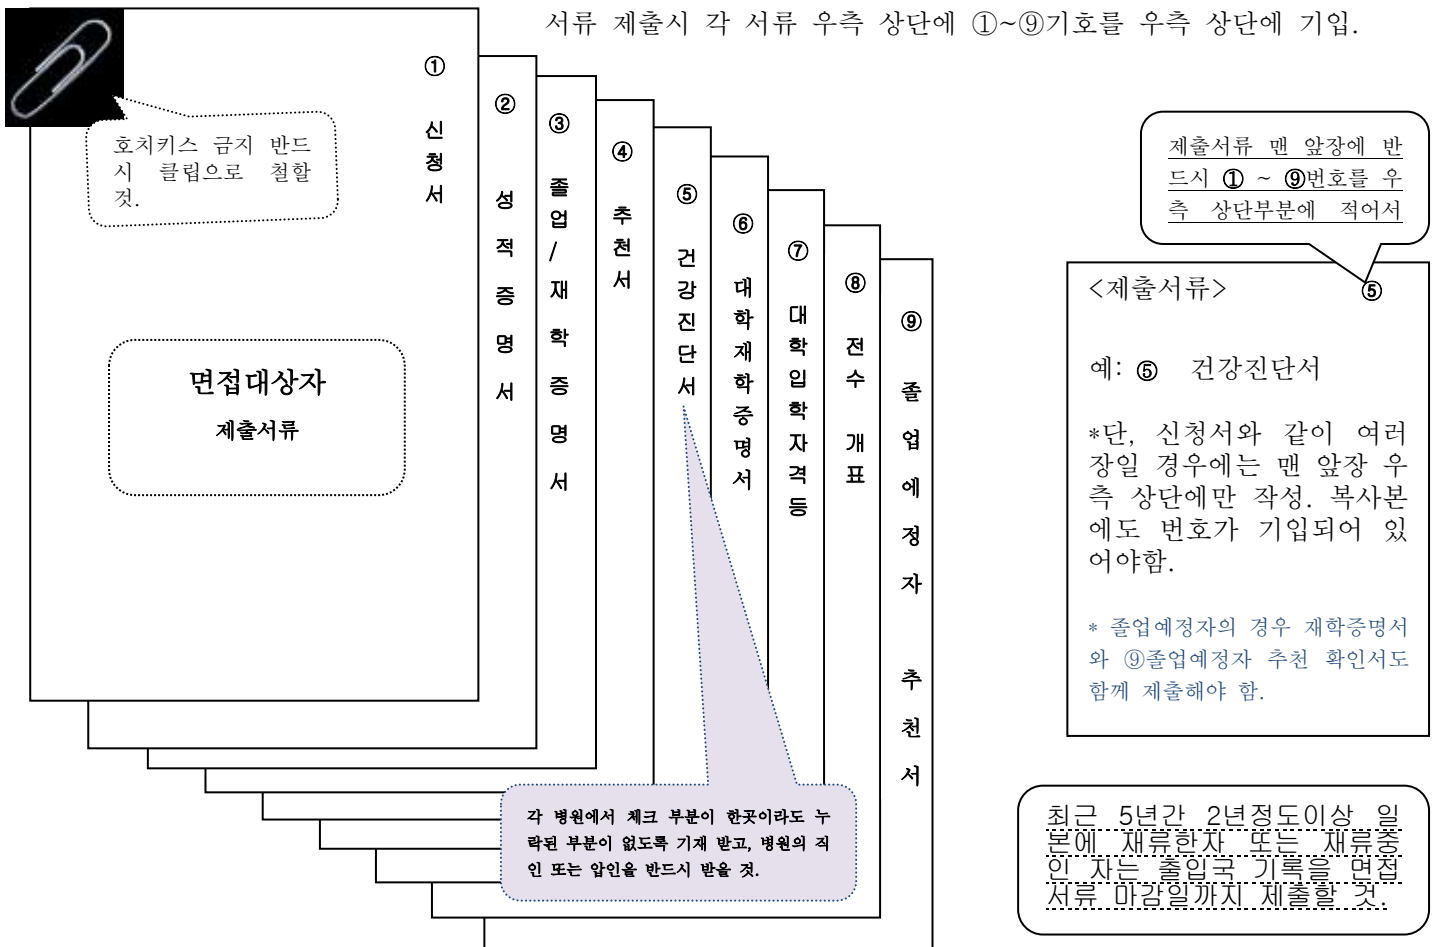 서류 제출시 각 서류 우측 상단에 ①~⑨기호를 우측 상단에 기입.
호치키스 금지 반드
시 클립으로 철할
것.
면접대상자
제출서류
① 신청서
② 성적증명서
③ 졸업/재학증명서
④ 추천서
⑤ 건강진단서
⑥ 대학재학중명서
⑦ 대학입학자격등
⑧ 전수 개표
⑨ 졸업에정자 추천서
각 병원에서 체크 부분이 한곳이라도 누
락된 부분이 없도록 기재 받고, 병원의 직
인 또는 압인을 반드시 받을 것.
제출서류 맨 앞장에 반
드시 ① ~ ⑨번호를 우
측 상단부분에 적어서
<제출서류> ⑤
예: ⑤ 건강진단서
*단, 신청서와 같이 여러
장일 경우에는 맨 앞장 우
측 상단에만 작성. 복사본
에도 번호가 기입되어 있
어야함.
* 졸업예정자의 경우 재학증명서
와 ⑨졸업예정자 추천 확인서도
함께 제출해야 함.
최근 5년간 2년정도이상 일
본에 재류한자 또는 재류중
인 자는 출입국 기록을 면접
서류 마감일까지 제출할 것.